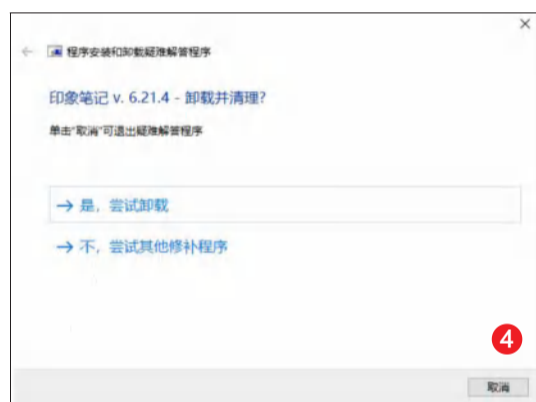 程序安装和卸载疑难解答程序
印象笔记 v. 6.21.4 - 卸载并清理?
单击"取消"可退出疑难解答程序
→ 是，尝试卸载
→ 不，尝试其他修补程序
4
取消